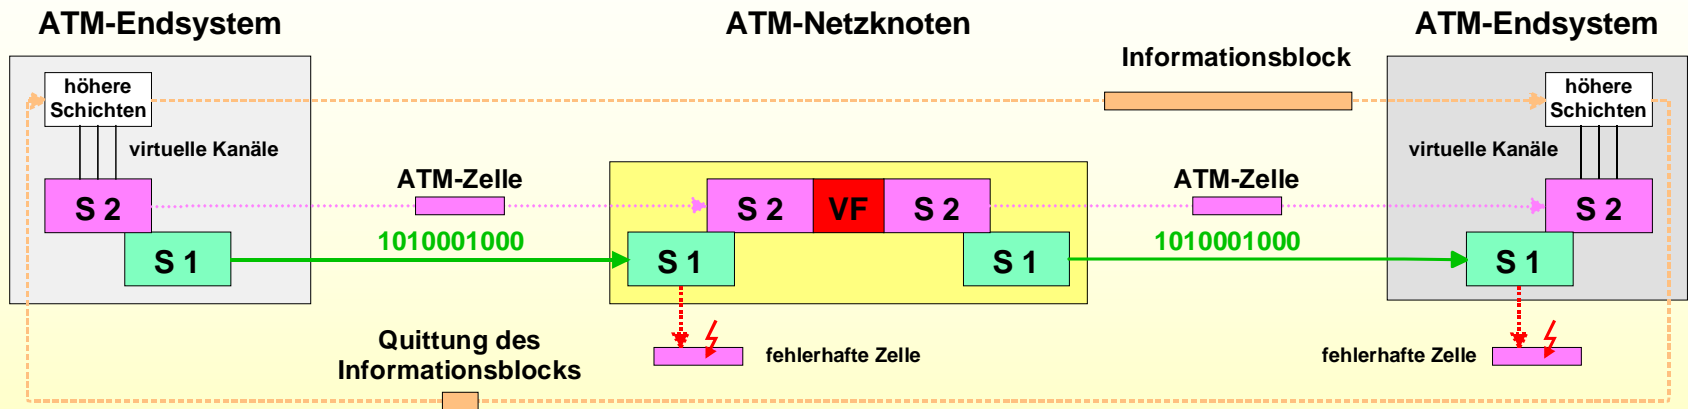 ATM-Endsystem
ATM-Netzknoten
ATM-Endsystem
Informationsblock
höhere
Schichten
höhere
Schichten
virtuelle Kanäle
virtuelle Kanäle
ATM-Zelle
ATM-Zelle
S 2
S 2
VF
S 2
S 2
1010001000
1010001000
S 1
S 1
S 1
S 1
Quittung des
Informationsblocks
fehlerhafte Zelle
fehlerhafte Zelle